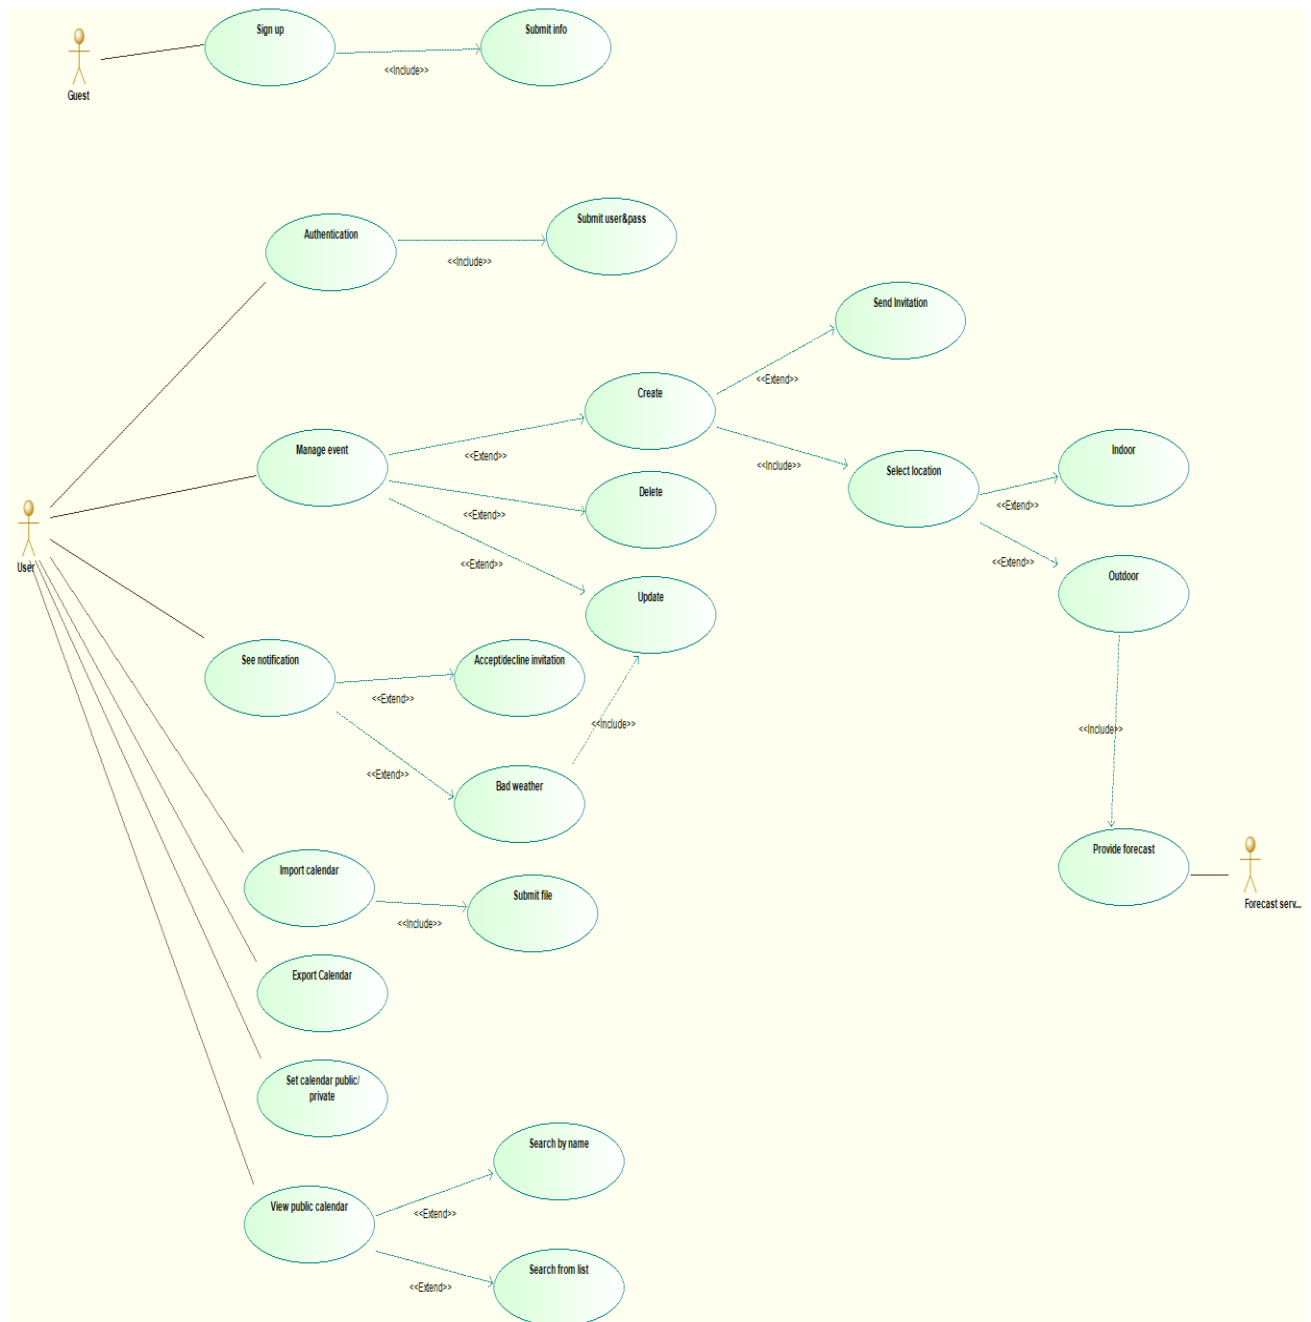 Sign up
Submit info
<<Include>>
Guest
Authentication
Submit user&pass
<<Include>>
Send Invitation
<<Extend>>
Create
Manage event
<<Extend>>
<<Include>>
Select location
Indoor
<<Extend>>
Delete
<<Extend>>
<<Extend>>
<<Extend>>
Outdoor
User
Update
See notification
Accept/decline invitation
<<Extend>>
<<Include>>
<<Include>>
<<Extend>>
Bad weather
Provide forecast
Import calendar
Submit file
<<Include>>
Forecast serv...
Export Calendar
Set calendar public/
private
Search by name
View public calendar
<<Extend>>
Search from list
<<Extend>>